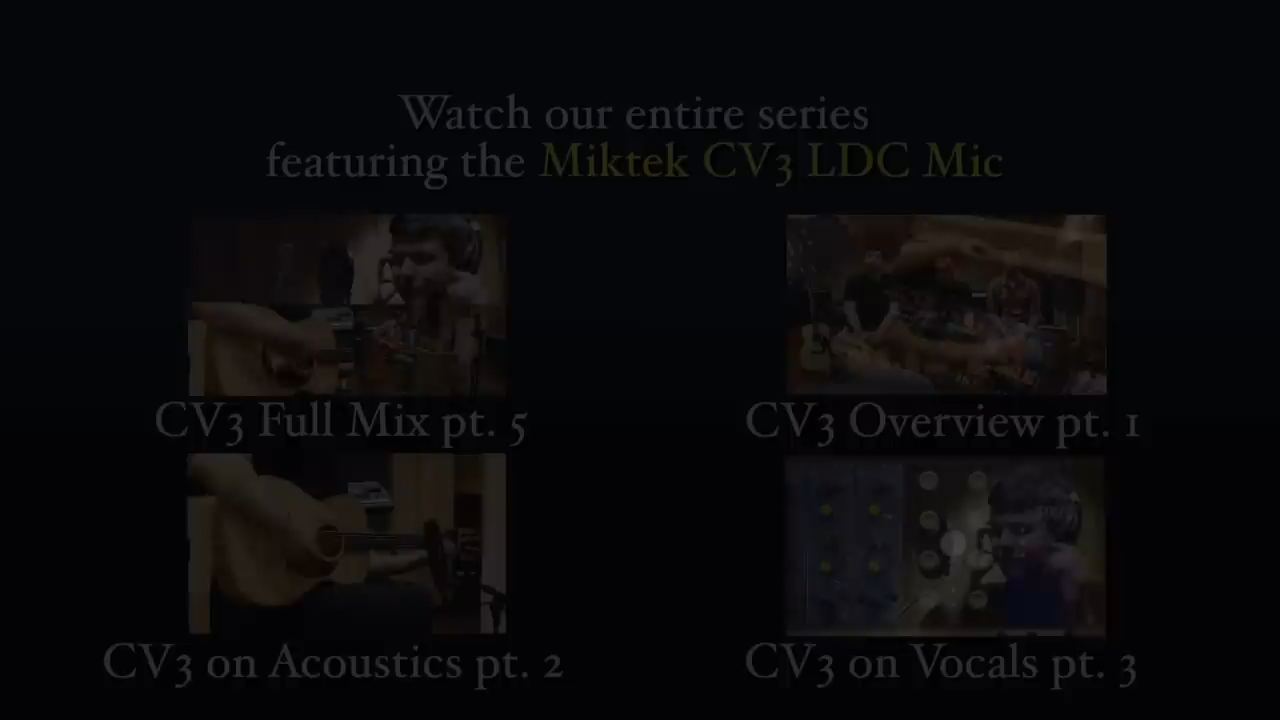 Watch our entire series
featuring the Miktek CV3 LDC Mic
CV3 Full Mix pt. 5
CV3 Overview pt. 1
CV3 on Acoustics pt. 2
CV3 on Vocals pt. 3